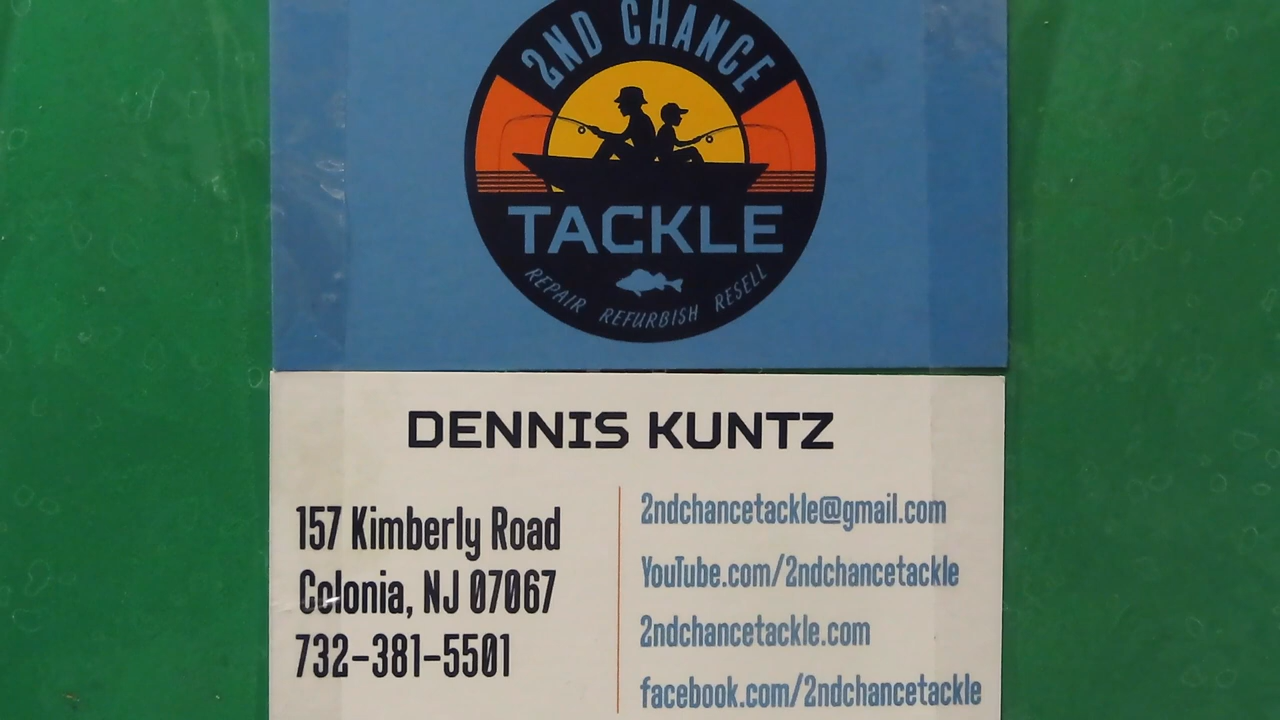 2ND CHANCE
TACKLE
REPAIR REFURBISH RESELL
DENNIS KUNTZ
157 Kimberly Road
Colonia, NJ 07067
732-381-5501
2ndchancetackle@gmail.com
YouTube.com/2ndchancetackle
2ndchancetackle.com
facebook.com/2ndchancetackle